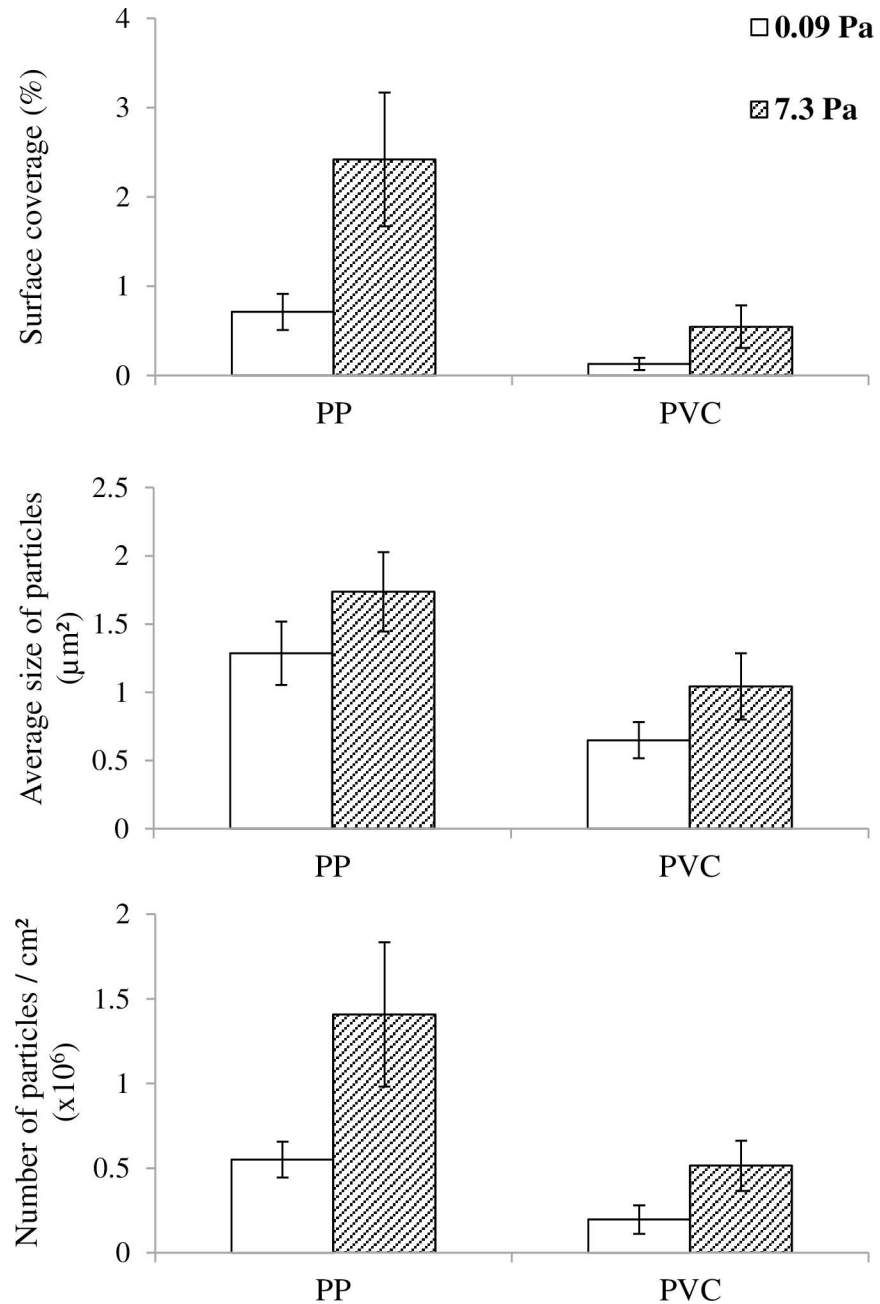 4
0.09 Pa
3
7.3 Pa
2
1
0
Surface coverage (%)
PP
PVC
2.5
2
1.5
1
0.5
0
Average size of particles
(µm²)
PP
PVC
2
1.5
1
0.5
0
Number of particles / cm²
(x10⁶)
PP
PVC